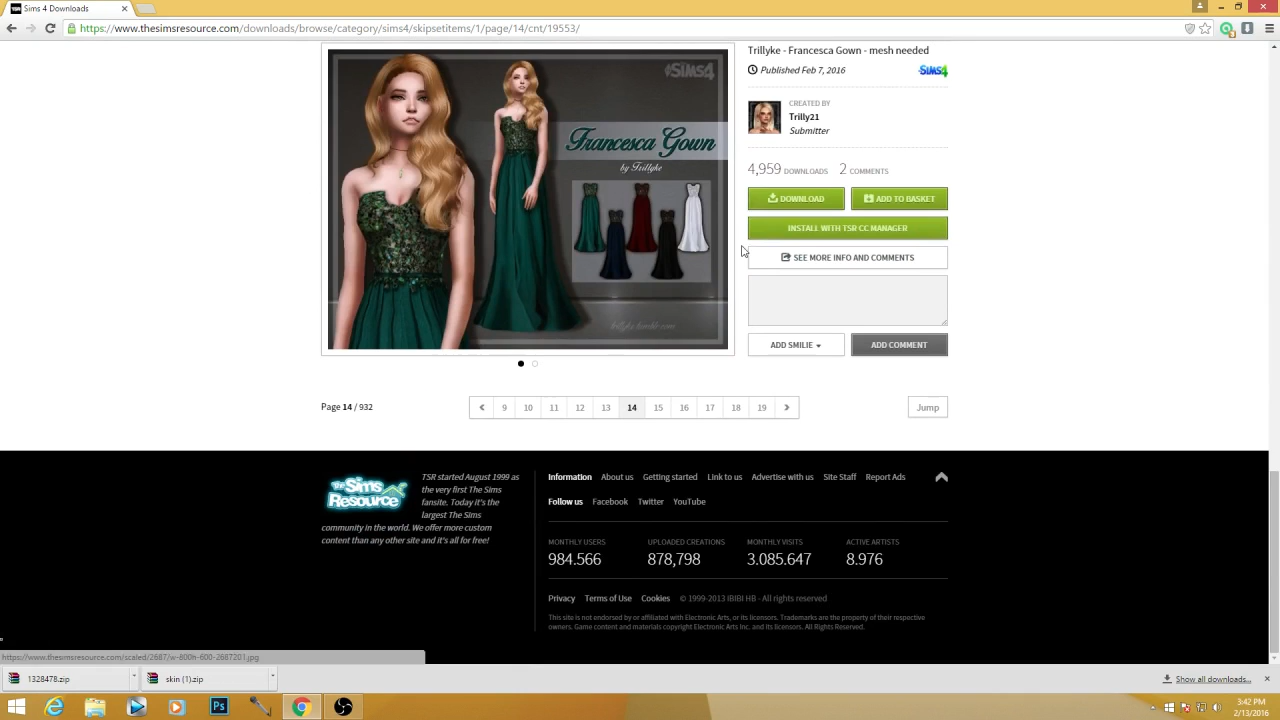 Sims 4 Downloads
https://www.thesimsresource.com/downloads/browse/category/sims4/skipsetitems/1/page/14/cnt/19553/
SiMS4
Francesca Gown
by Trillyke
trillyke.tumblr.com
Trillyke - Francesca Gown - mesh needed
Published Feb 7, 2016
SiMS4
CREATED BY
Trilly21
Submitter
4,959 DOWNLOADS 2 COMMENTS
DOWNLOAD
ADD TO BASKET
INSTALL WITH TSR CC MANAGER
SEE MORE INFO AND COMMENTS
ADD SMILIE
ADD COMMENT
Page 14 / 932
9 10 11 12 13 14 15 16 17 18 19
Jump
The Sims Resource
TSR started August 1999 as
the very first The Sims
fansite. Today it's the
largest The Sims
community in the world. We offer more custom
content than any other site and it's all for free!
Information About us Getting started Link to us Advertise with us Site Staff Report Ads
Follow us Facebook Twitter YouTube
MONTHLY USERS UPLOADED CREATIONS MONTHLY VISITS ACTIVE ARTISTS
984.566 878,798 3.085.647 8.976
Privacy Terms of Use Cookies © 1999-2013 IBIBI HB - All rights reserved
This site is not endorsed by or affiliated with Electronic Arts, or its licensors. Trademarks are the property of their respective
owners. Game content and materials copyright Electronic Arts Inc. and its licensors. All Rights Reserved.
https://www.thesimsresource.com/scaled/2687/w-800h-600-2687201.jpg
1328478.zip
skin (1).zip
Show all downloads...
Ps
3:42 PM
2/13/2016